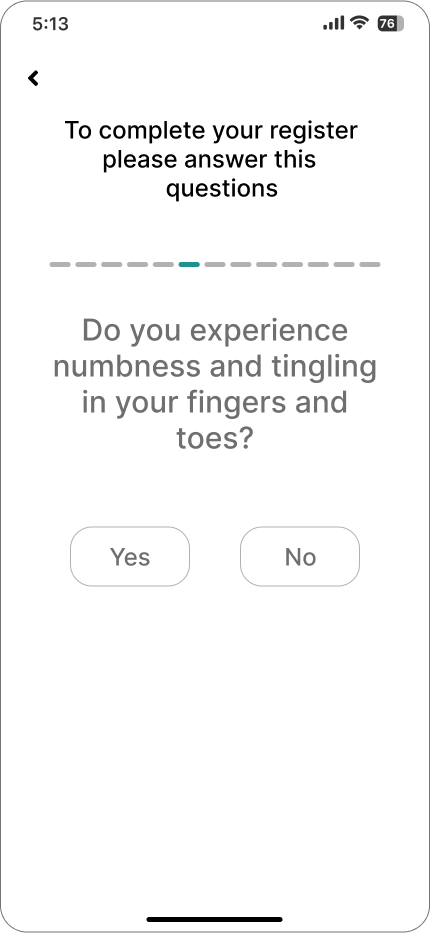 5:13
76
To complete your register
please answer this
questions
Do you experience
numbness and tingling
in your fingers and
toes?
Yes
No